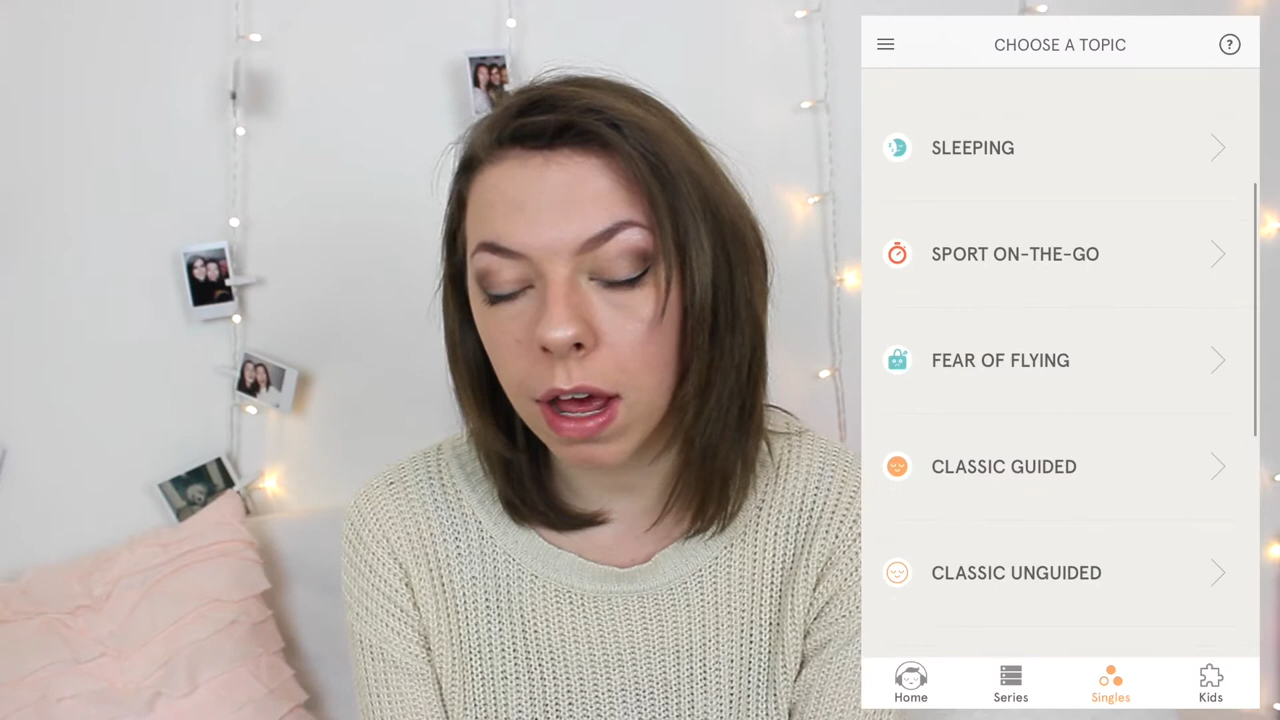 CHOOSE A TOPIC
?
SLEEPING
SPORT ON-THE-GO
FEAR OF FLYING
CLASSIC GUIDED
CLASSIC UNGUIDED
Home Series Singles Kids